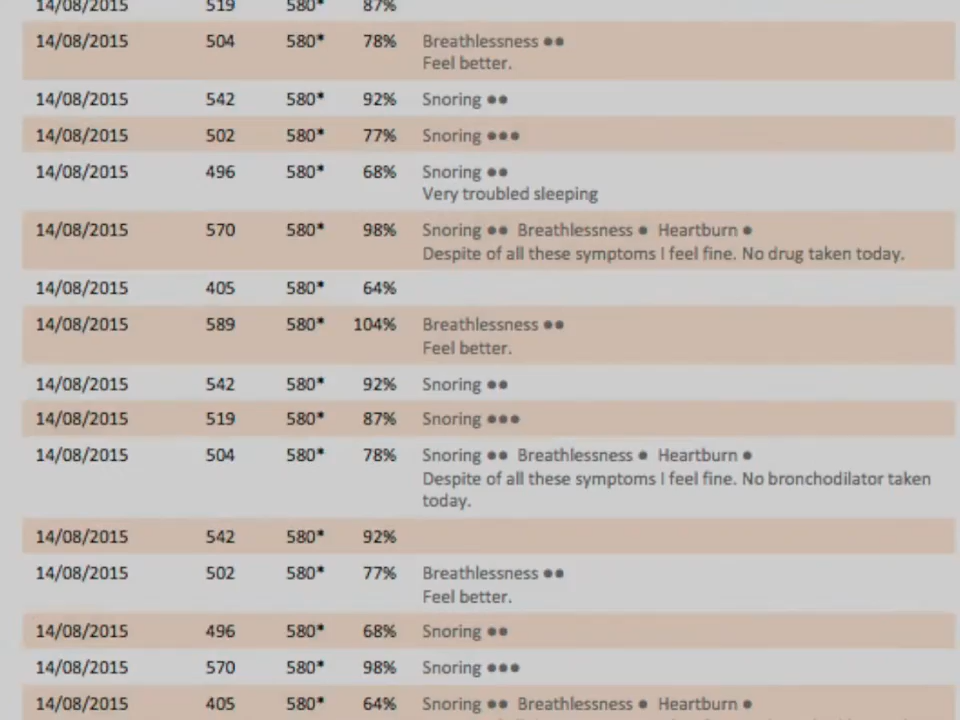 14/08/2015 519 580* 87%
14/08/2015 504 580* 78% Breathlessness ●●
Feel better.
14/08/2015 542 580* 92% Snoring ●●
14/08/2015 502 580* 77% Snoring ●●●
14/08/2015 496 580* 68% Snoring ●●
Very troubled sleeping
14/08/2015 570 580* 98% Snoring ●● Breathlessness ● Heartburn ●
Despite of all these symptoms I feel fine. No drug taken today.
14/08/2015 405 580* 64%
14/08/2015 589 580* 104% Breathlessness ●●
Feel better.
14/08/2015 542 580* 92% Snoring ●●
14/08/2015 519 580* 87% Snoring ●●●
14/08/2015 504 580* 78% Snoring ●● Breathlessness ● Heartburn ●
Despite of all these symptoms I feel fine. No bronchodilator taken
today.
14/08/2015 542 580* 92%
14/08/2015 502 580* 77% Breathlessness ●●
Feel better.
14/08/2015 496 580* 68% Snoring ●●
14/08/2015 570 580* 98% Snoring ●●●
14/08/2015 405 580* 64% Snoring ●● Breathlessness ● Heartburn ●